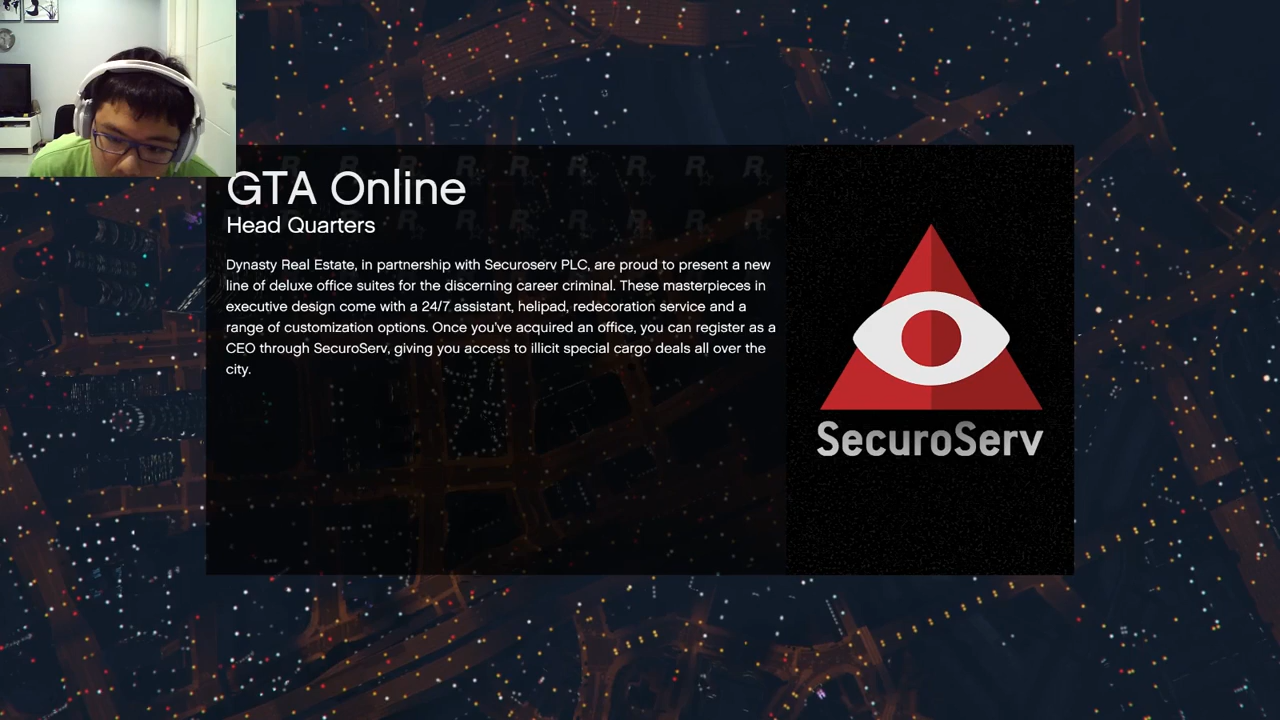 GTA Online
Head Quarters
Dynasty Real Estate, in partnership with Securoserv PLC, are proud to present a new
line of deluxe office suites for the discerning career criminal. These masterpieces in
executive design come with a 24/7 assistant, helipad, redecoration service and a
range of customization options. Once you've acquired an office, you can register as a
CEO through SecuroServ, giving you access to illicit special cargo deals all over the
city.
SecuroServ